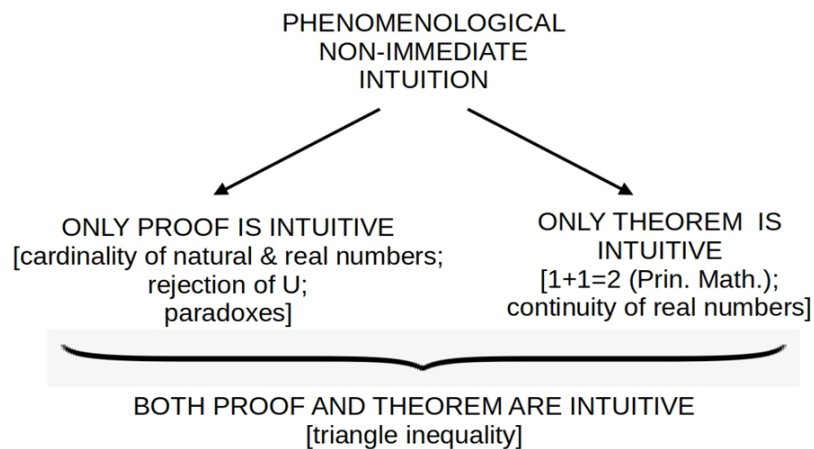 PHENOMENOLOGICAL
NON-IMMEDIATE
INTUITION
ONLY PROOF IS INTUITIVE
[cardinality of natural & real numbers;
rejection of U;
paradoxes]
ONLY THEOREM IS
INTUITIVE
[1+1=2 (Prin. Math.);
continuity of real numbers]
BOTH PROOF AND THEOREM ARE INTUITIVE
[triangle inequality]